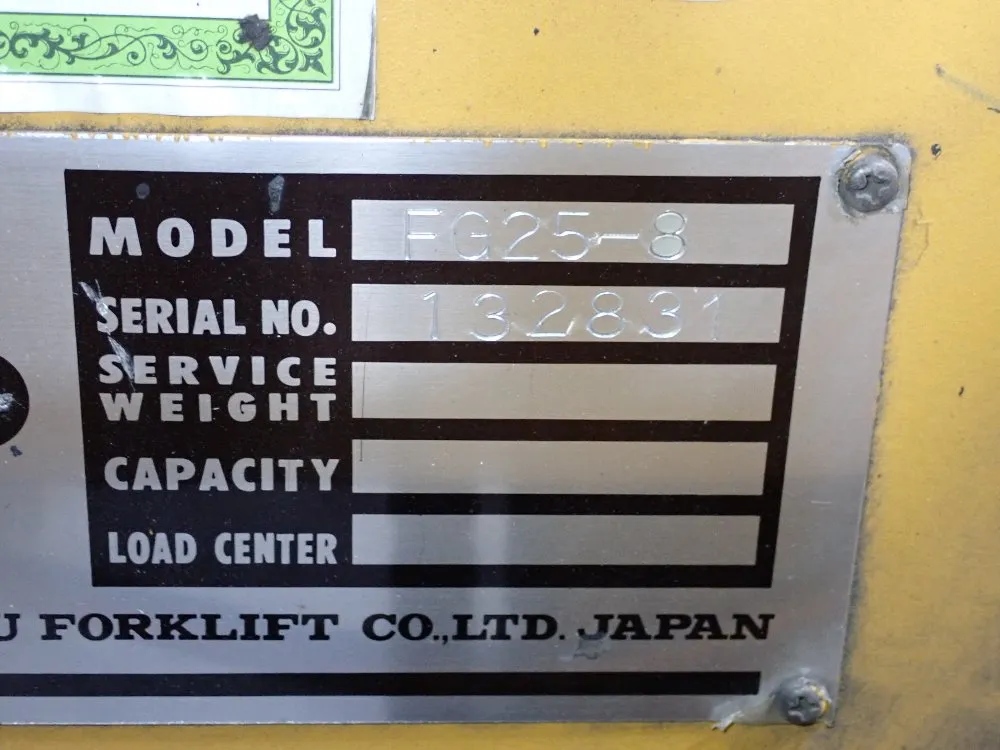 MODEL FG25-8
SERIAL NO. 132831
SERVICE
WEIGHT
CAPACITY
LOAD CENTER
U FORKLIFT CO.,LTD. JAPAN